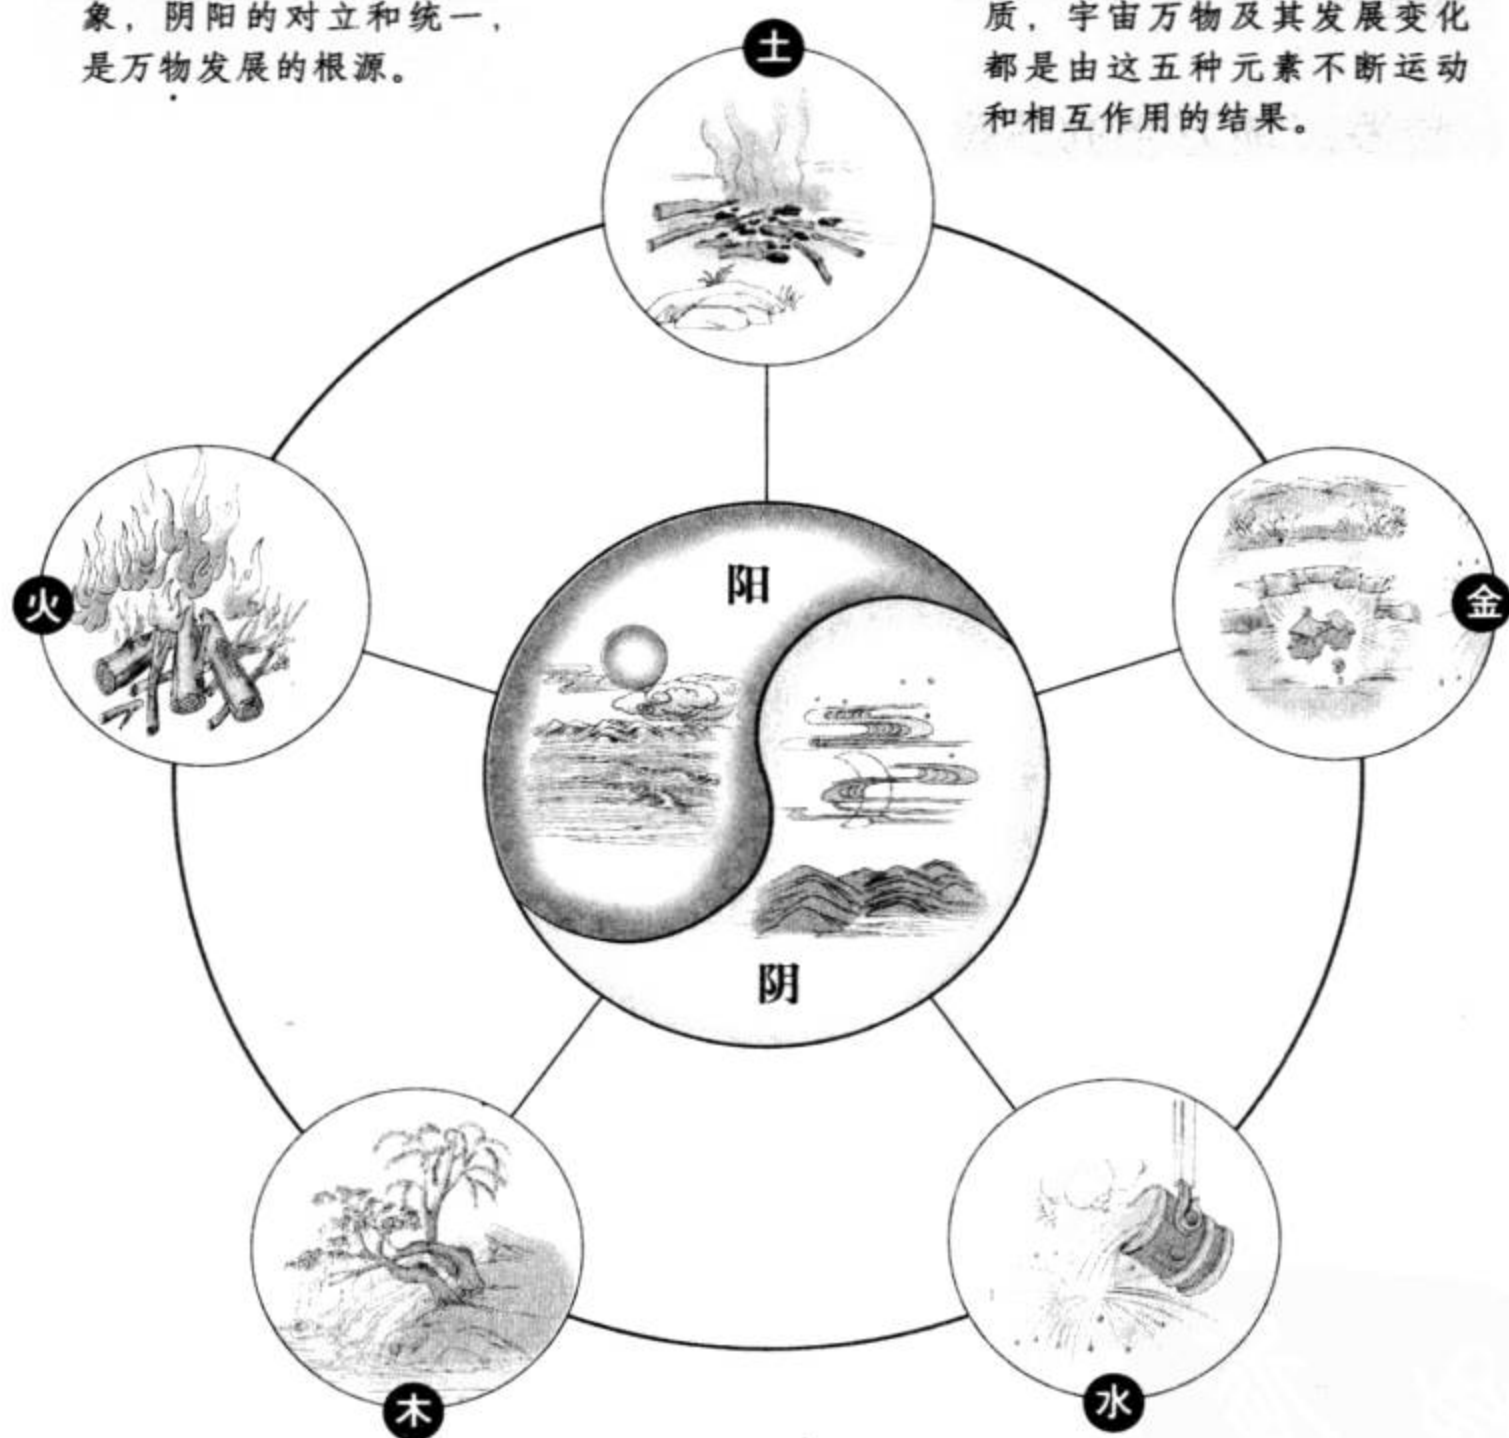 象，阴阳的对立和统一，
是万物发展的根源。
质，宇宙万物及其发展变化
都是由这五种元素不断运动
和相互作用的结果。
土
火
金
阳
阴
木
水